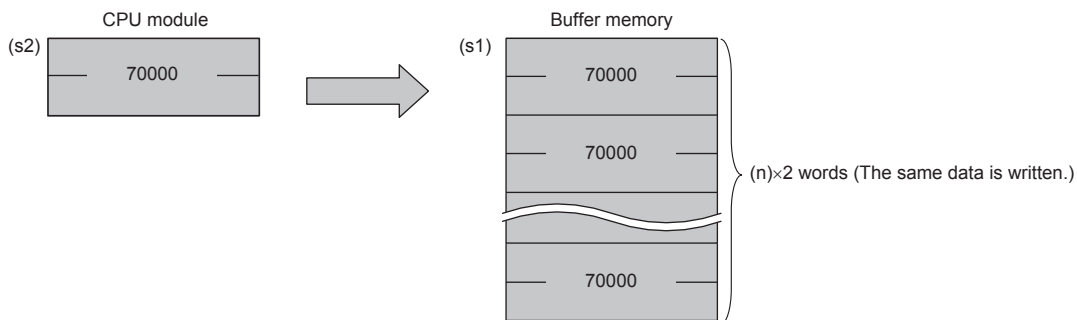 CPU module
Buffer memory
(s2)
70000
(s1)
70000
70000
(n)×2 words (The same data is written.)
70000